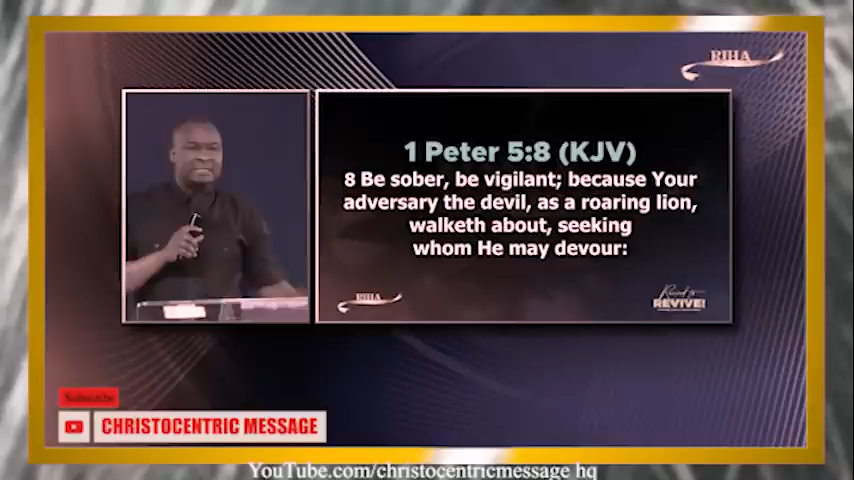 RIHA
1 Peter 5:8 (KJV)
8 Be sober, be vigilant; because Your
adversary the devil, as a roaring lion,
walketh about, seeking
whom He may devour:
RIHA
REVIVE!
Subscribe
CHRISTOCENTRIC MESSAGE
YouTube.com/christocentricmessage hq